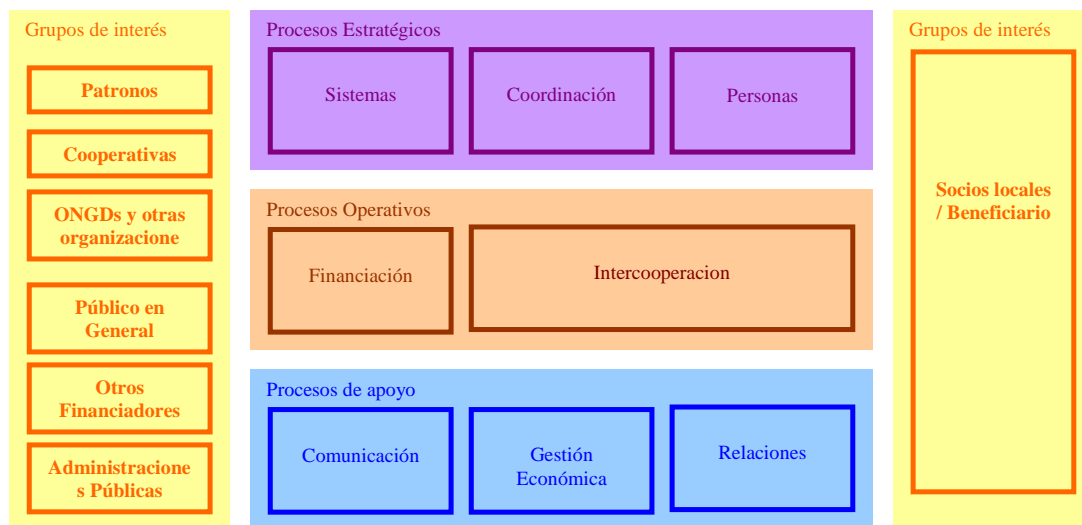 Grupos de interés
Patronos
Cooperativas
ONGDs y otras
organizacione
Público en
General
Otros
Financiadores
Administracione
s Públicas
Procesos Estratégicos
Sistemas
Coordinación
Personas
Procesos Operativos
Financiación
Intercooperacion
Procesos de apoyo
Comunicación
Gestión
Económica
Relaciones
Grupos de interés
Socios locales
/ Beneficiario